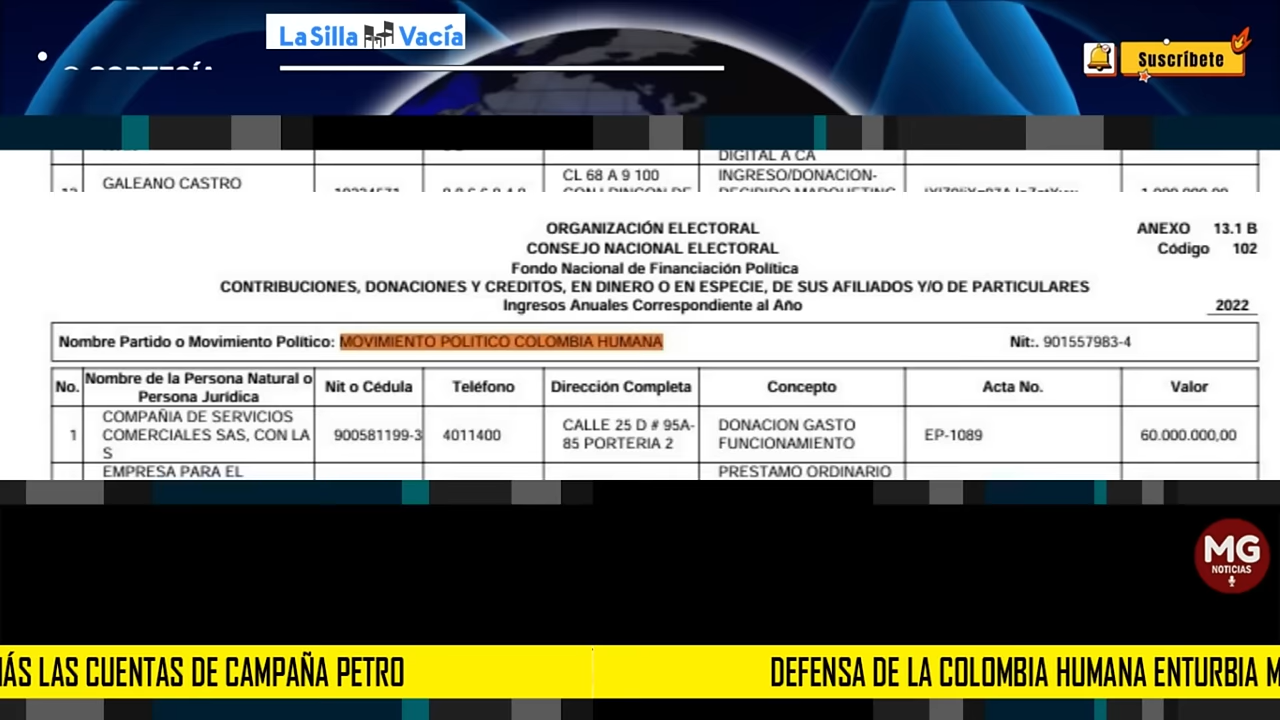 La Silla Vacía
Suscríbete
DIGITAL A CA
GALEANO CASTRO
CL 68 A 9 100
INGRESO/DONACION-
ORGANIZACIÓN ELECTORAL
CONSEJO NACIONAL ELECTORAL
Fondo Nacional de Financiación Política
CONTRIBUCIONES, DONACIONES Y CREDITOS, EN DINERO O EN ESPECIE, DE SUS AFILIADOS Y/O DE PARTICULARES
Ingresos Anuales Correspondiente al Año
ANEXO 13.1 B
Código 102
2022
Nombre Partido o Movimiento Político: MOVIMIENTO POLITICO COLOMBIA HUMANA Nit:. 901557983-4
No. Nombre de la Persona Natural o Persona Jurídica Nit o Cédula Teléfono Dirección Completa Concepto Acta No. Valor
1 COMPAÑIA DE SERVICIOS COMERCIALES SAS, CON LA S 900581199-3 4011400 CALLE 25 D # 95A-85 PORTERIA 2 DONACION GASTO FUNCIONAMIENTO EP-1089 60.000.000,00
EMPRESA PARA EL PRESTAMO ORDINARIO
MG
NOTICIAS
ÁS LAS CUENTAS DE CAMPAÑA PETRO DEFENSA DE LA COLOMBIA HUMANA ENTURBIA M